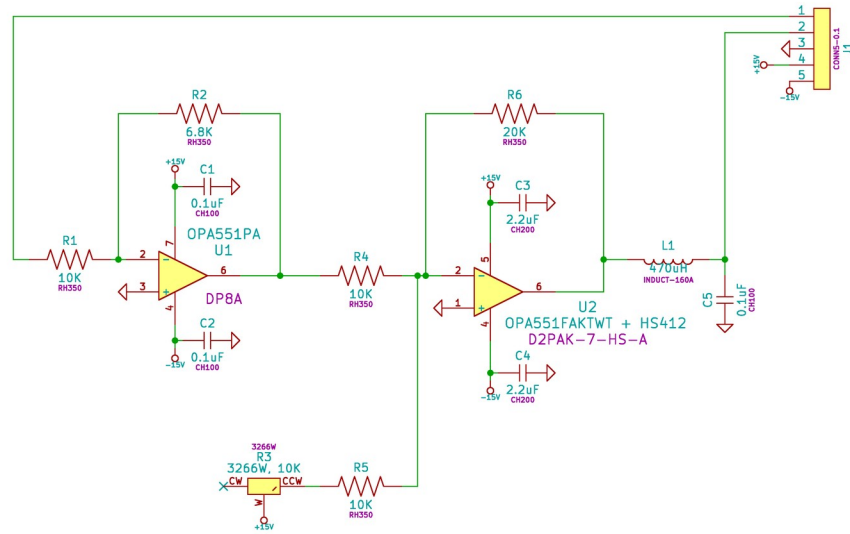 1
2
3
+15V
4
5
-15V
CONN5-0.1
J1
R2
6.8K
RH350
R6
20K
RH350
+15V
C1
0.1uF
CH100
+15V
C3
2.2uF
CH200
OPA551PA
U1
7
R1
10K
RH350
2
3
6
4
DP8A
R4
10K
RH350
5
2
1
6
4
U2
OPA551FAKTWT + HS412
D2PAK-7-HS-A
L1
470uH
INDUCT-160A
C5
0.1uF
CH100
C2
0.1uF
CH100
-15V
C4
2.2uF
CH200
-15V
3266W
R3
3266W, 10K
CW
CCW
W
+15V
R5
10K
RH350